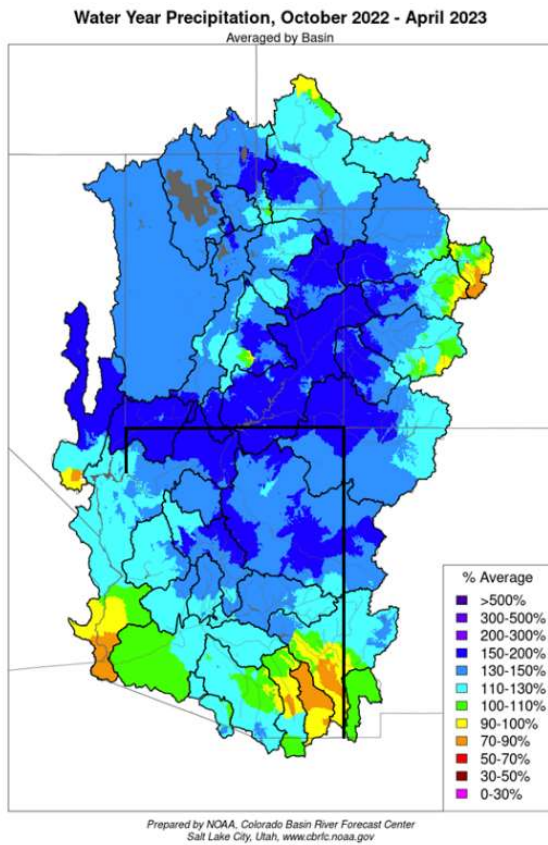 Water Year Precipitation, October 2022 - April 2023
Averaged by Basin
% Average
>500%
300-500%
200-300%
150-200%
130-150%
110-130%
100-110%
90-100%
70-90%
50-70%
30-50%
0-30%
Prepared by NOAA, Colorado Basin River Forecast Center
Salt Lake City, Utah, www.cbrfc.noaa.gov